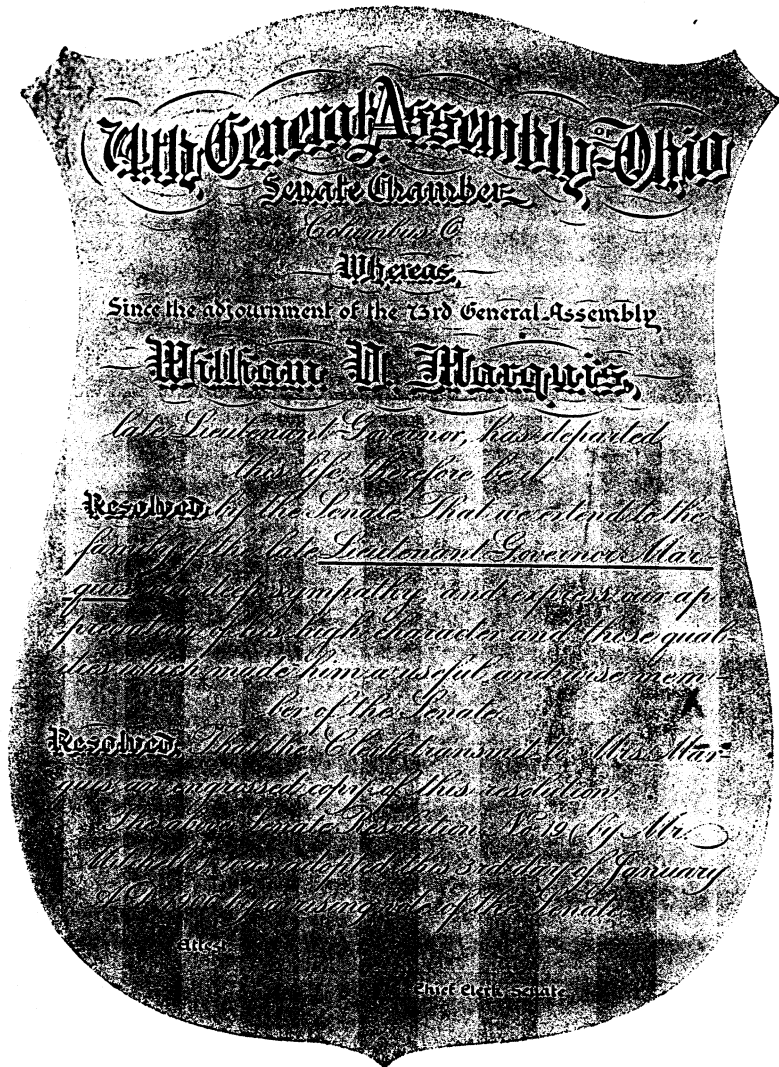 74th General Assembly of Ohio
Senate Chamber
Columbus O.
Whereas,
Since the adjournment of the 73rd General Assembly
William V. Marquis,
late Lieutenant-Governor, has departed
this life therefore be it
Resolved, by the Senate That we extend to the
family of the late Lieutenant Governor Mar-
quis deep sympathy and express our ap-
preciation of his high character and those quali-
ties which made him a useful and wise mem-
ber of the Senate.
Resolved, That the Clerk transmit to Mrs. Mar-
quis an engrossed copy of this resolution.
The above Senate Resolution No. 19 (by Mr.
was adopted this day of January
by a rising vote of the Senate.
Attest
Chief Clerk Senate